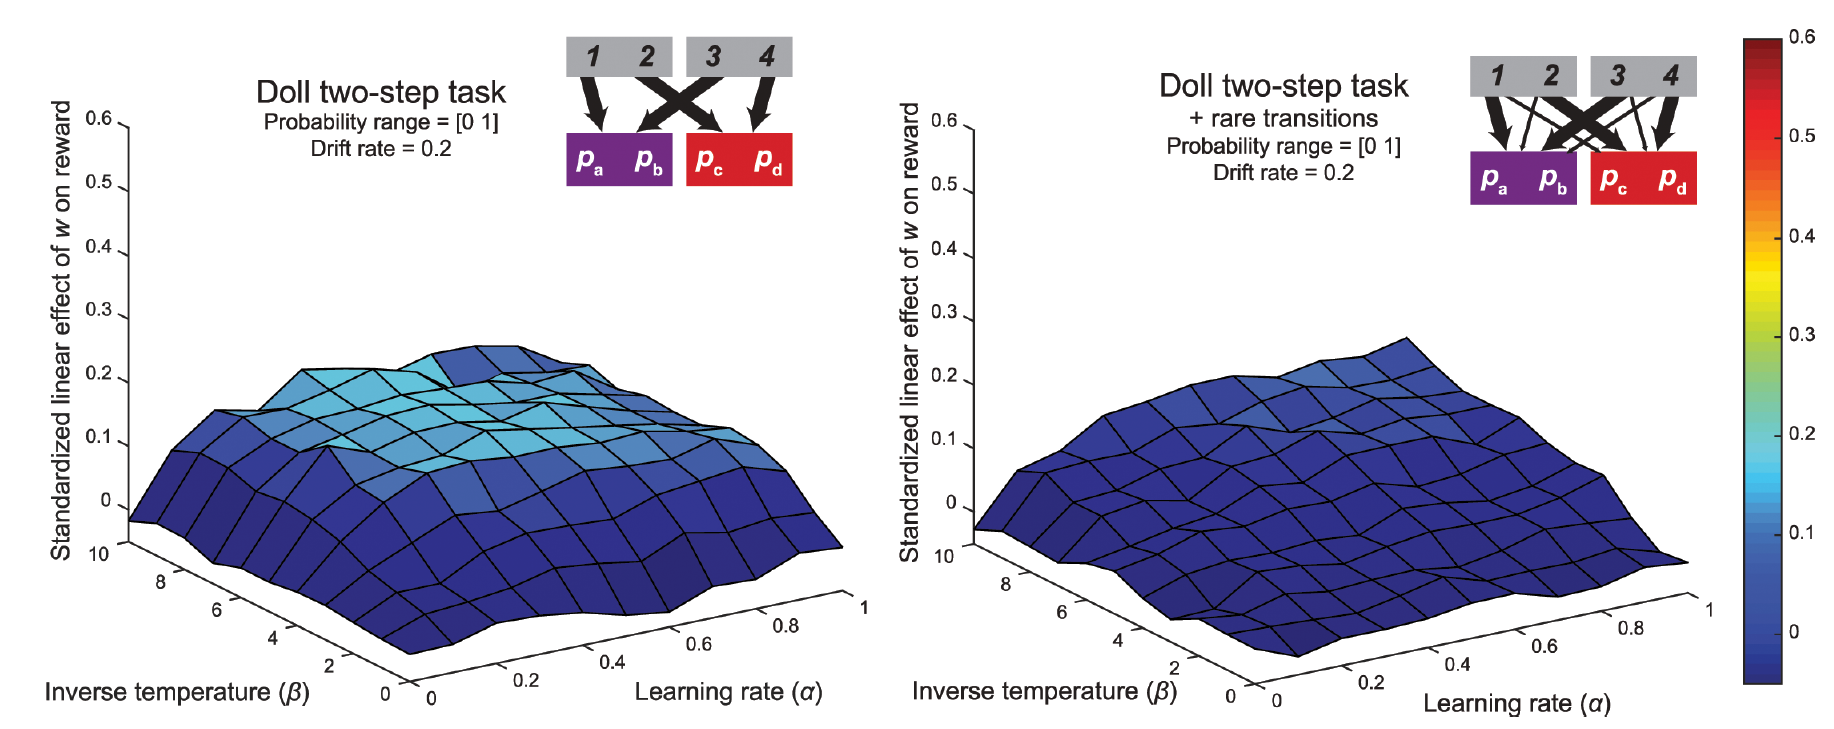 Doll two-step task
Probability range = [0 1]
Drift rate = 0.2
1 2 3 4
pa pb pc pd
Standardized linear effect of w on reward
0.6
0.5
0.4
0.3
0.2
0.1
0
10
8
6
4
2
0
Inverse temperature (β)
0
0.2
0.4
0.6
0.8
1
Learning rate (α)
Doll two-step task
+ rare transitions
Probability range = [0 1]
Drift rate = 0.2
1 2 3 4
pa pb pc pd
Standardized linear effect of w on reward
0.6
0.5
0.4
0.3
0.2
0.1
0
10
8
6
4
2
0
Inverse temperature (β)
0
0.2
0.4
0.6
0.8
1
Learning rate (α)
0.6
0.5
0.4
0.3
0.2
0.1
0